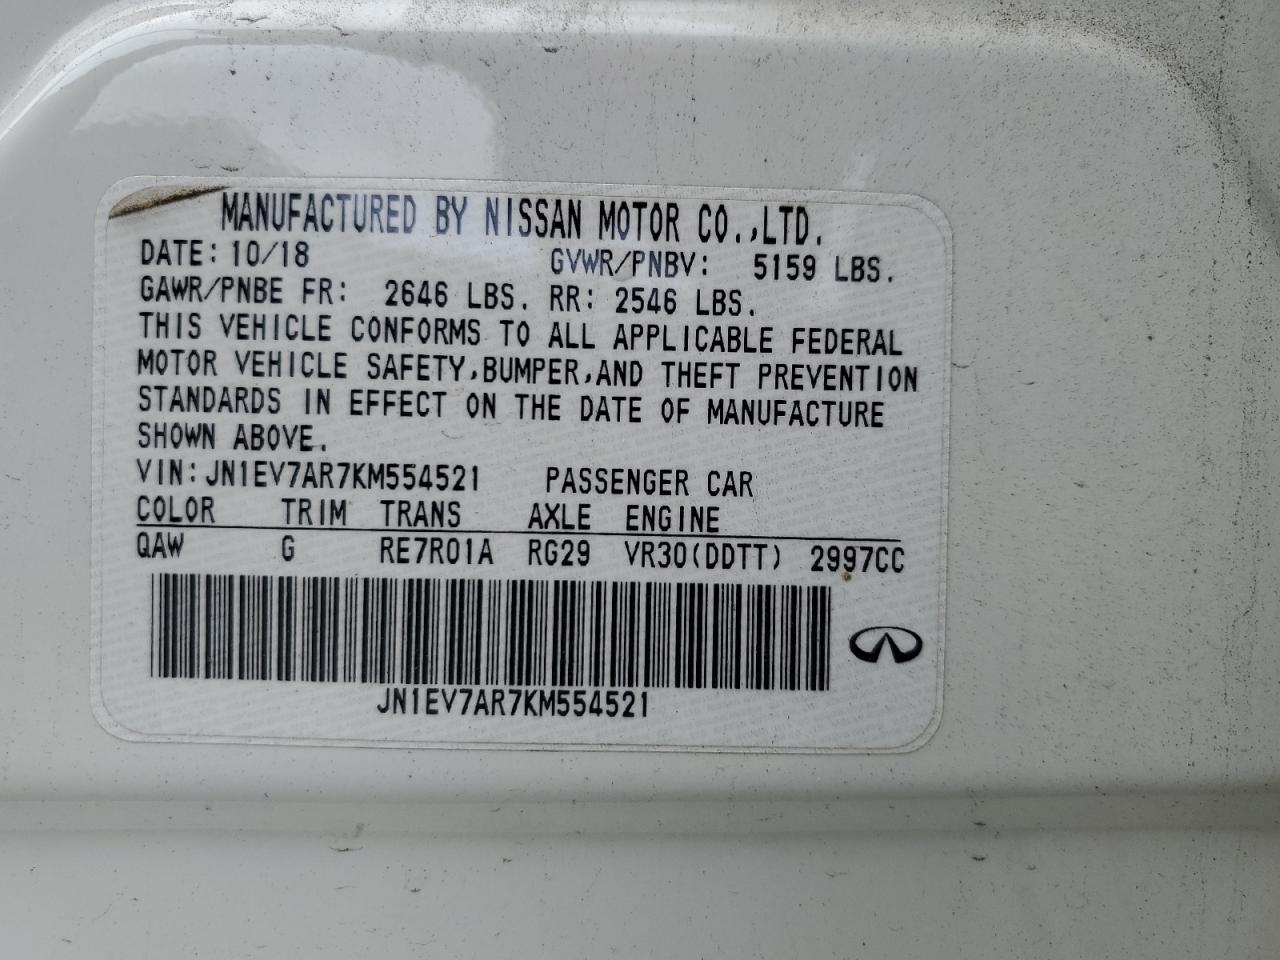 MANUFACTURED BY NISSAN MOTOR CO.,LTD.
DATE: 10/18 GVWR/PNBV: 5159 LBS.
GAWR/PNBE FR: 2646 LBS. RR: 2546 LBS.
THIS VEHICLE CONFORMS TO ALL APPLICABLE FEDERAL
MOTOR VEHICLE SAFETY,BUMPER,AND THEFT PREVENTION
STANDARDS IN EFFECT ON THE DATE OF MANUFACTURE
SHOWN ABOVE.
VIN:JN1EV7AR7KM554521 PASSENGER CAR
COLOR TRIM TRANS AXLE ENGINE
QAW G RE7R01A RG29 VR30(DDTT) 2997CC
JN1EV7AR7KM554521